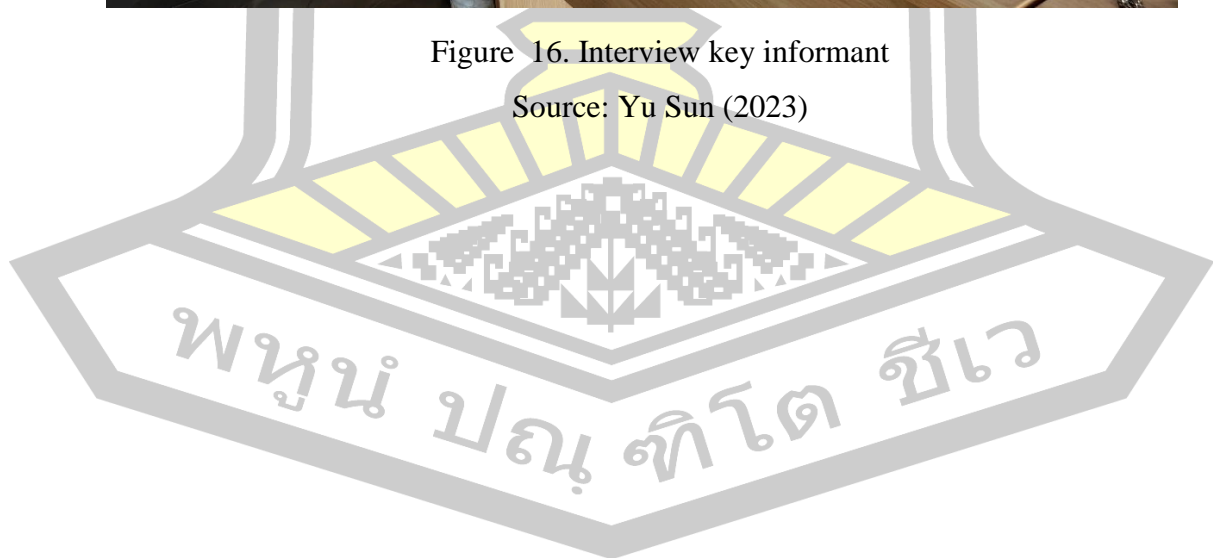 Figure 16. Interview key informant
Source: Yu Sun (2023)
พหูนํ ปณฺฑิโต ชีเว